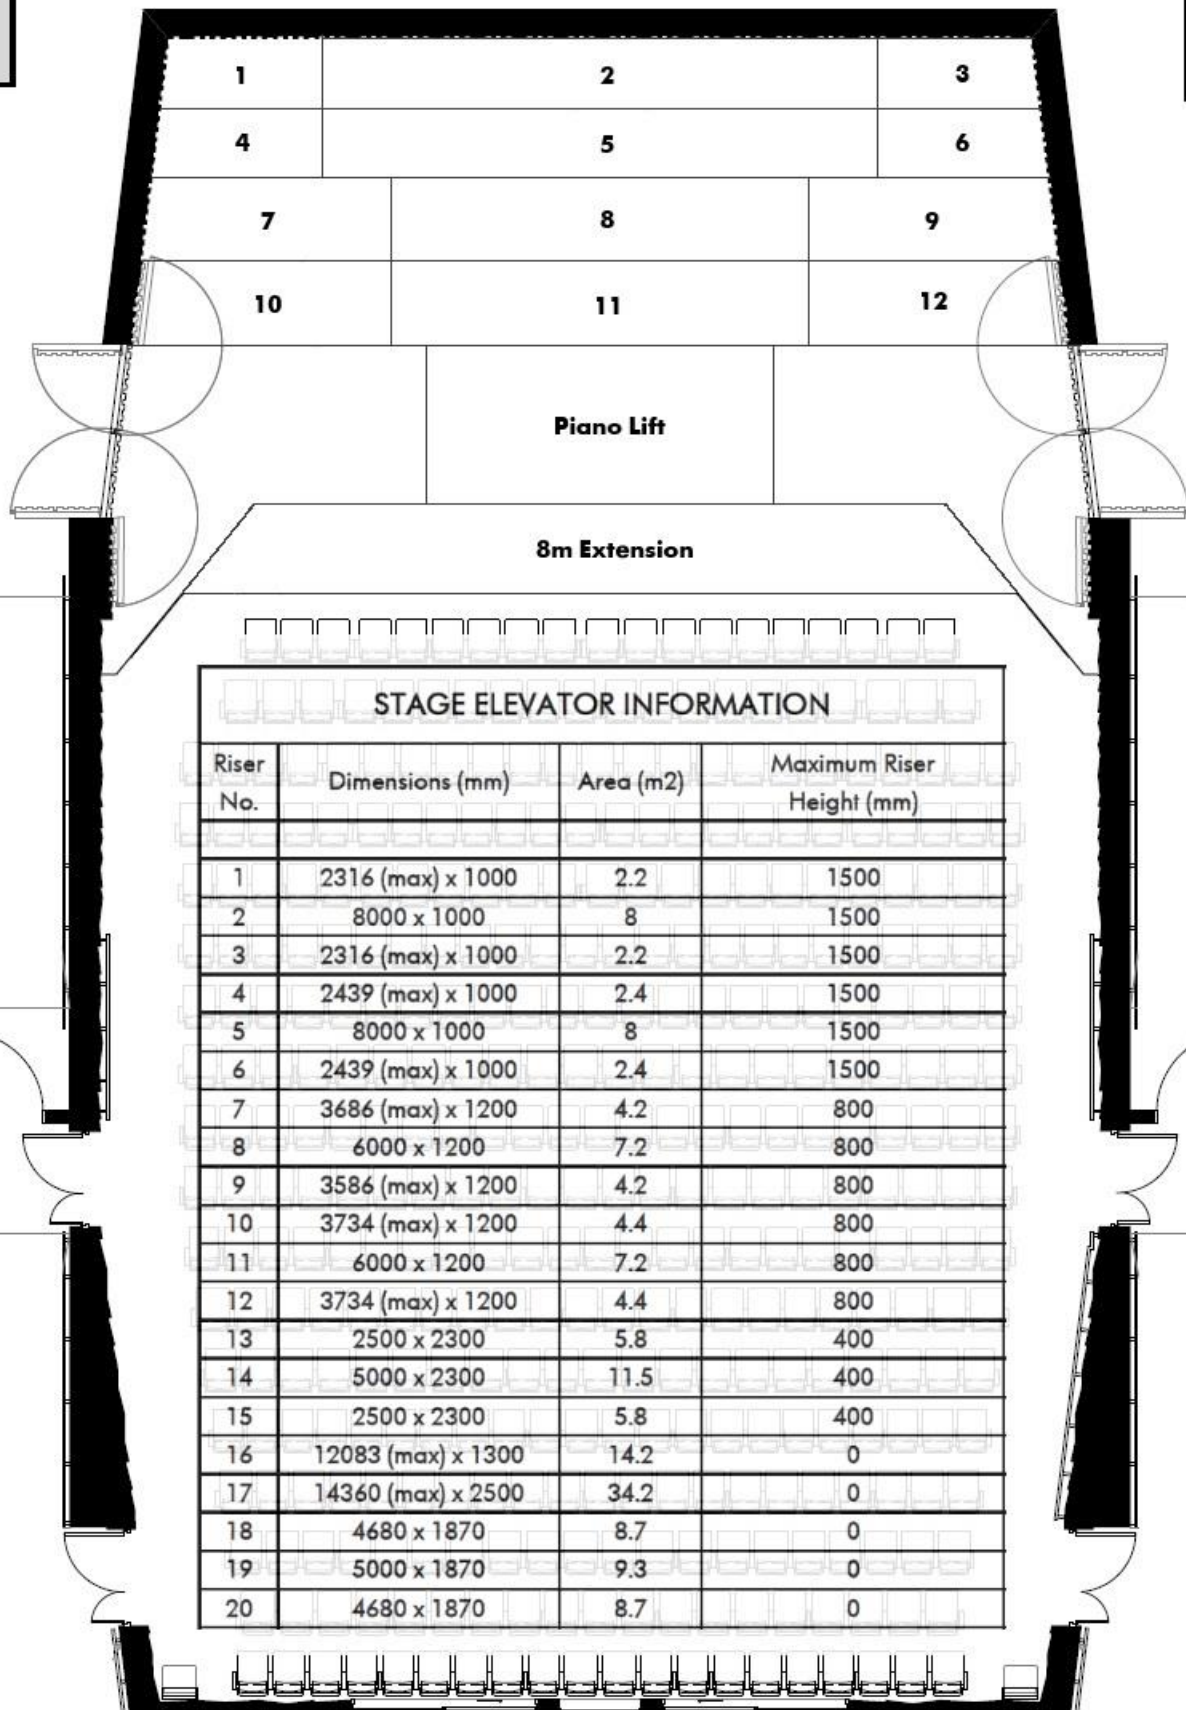 1 2 3
4 5 6
7 8 9
10 11 12
Piano Lift
8m Extension
STAGE ELEVATOR INFORMATION
Riser No. Dimensions (mm) Area (m2) Maximum Riser Height (mm)
1 2316 (max) x 1000 2.2 1500
2 8000 x 1000 8 1500
3 2316 (max) x 1000 2.2 1500
4 2439 (max) x 1000 2.4 1500
5 8000 x 1000 8 1500
6 2439 (max) x 1000 2.4 1500
7 3686 (max) x 1200 4.2 800
8 6000 x 1200 7.2 800
9 3586 (max) x 1200 4.2 800
10 3734 (max) x 1200 4.4 800
11 6000 x 1200 7.2 800
12 3734 (max) x 1200 4.4 800
13 2500 x 2300 5.8 400
14 5000 x 2300 11.5 400
15 2500 x 2300 5.8 400
16 12083 (max) x 1300 14.2 0
17 14360 (max) x 2500 34.2 0
18 4680 x 1870 8.7 0
19 5000 x 1870 9.3 0
20 4680 x 1870 8.7 0